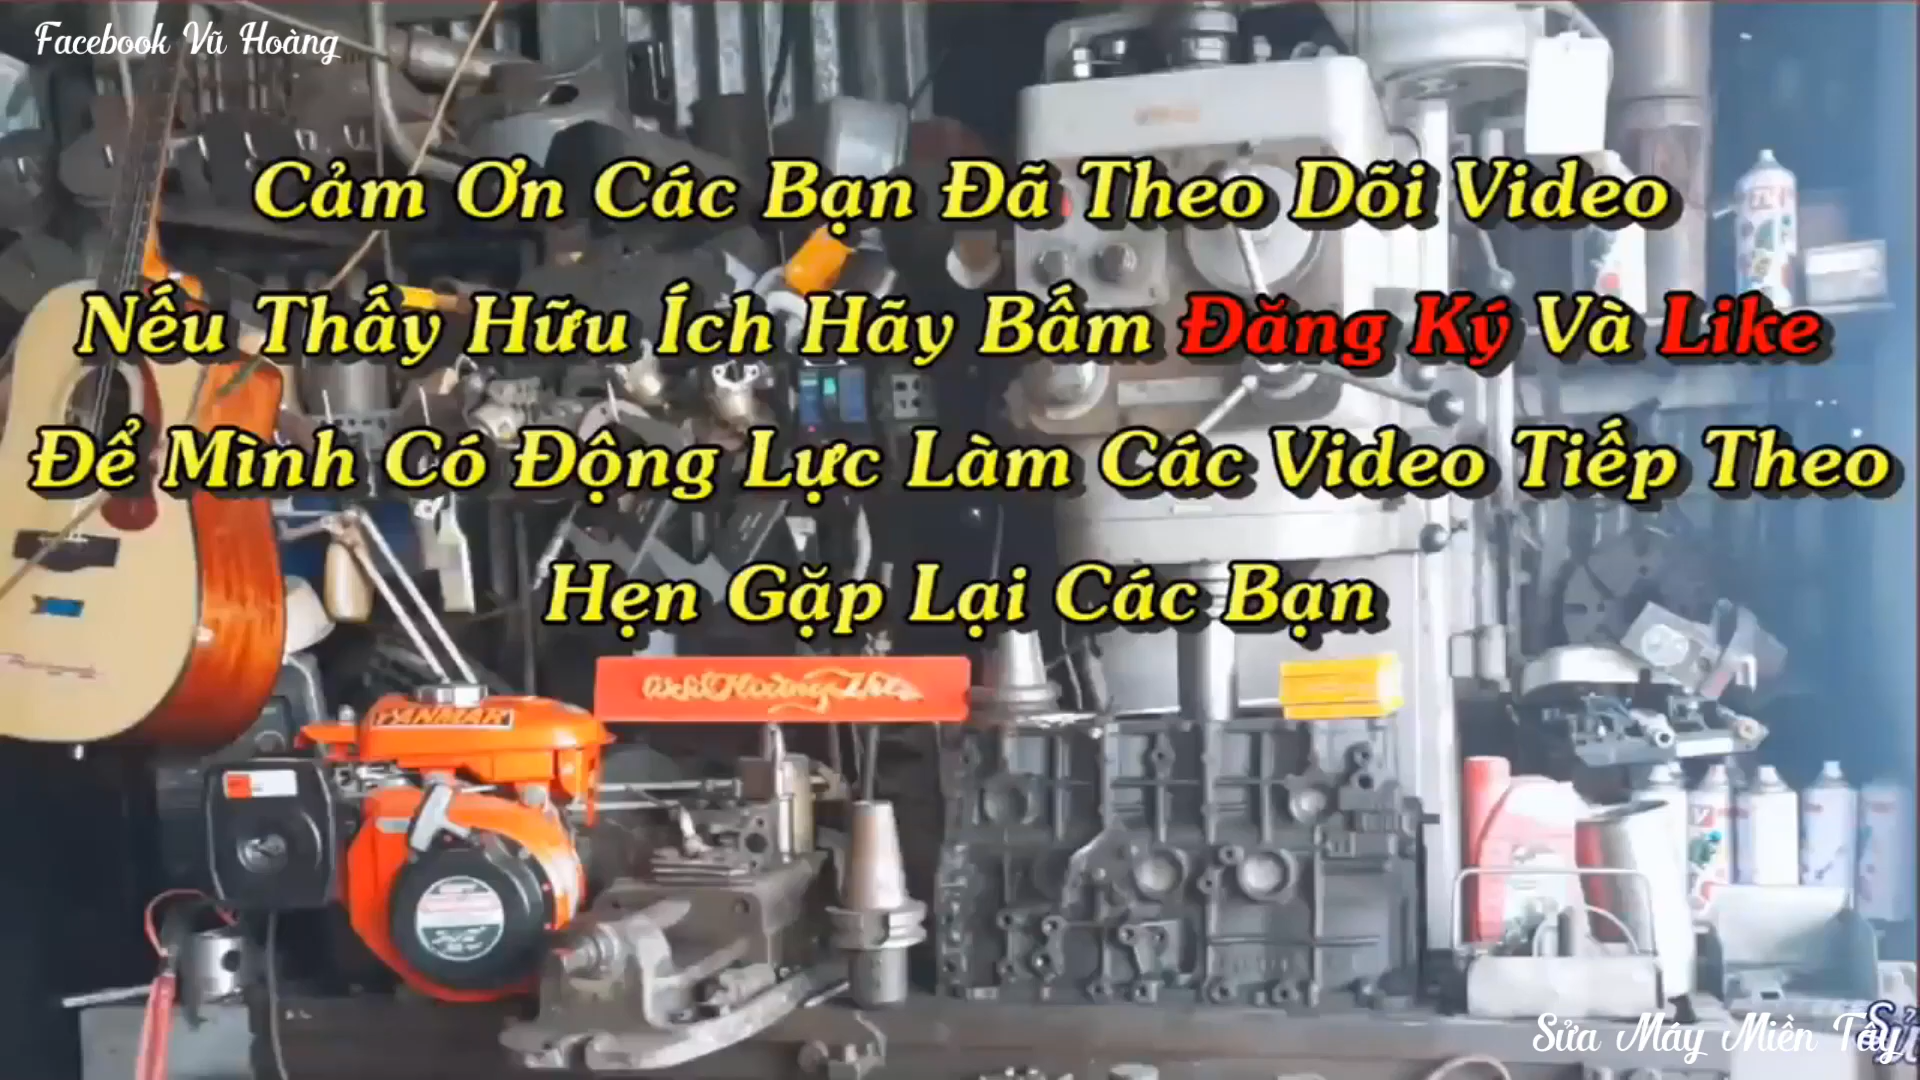 Facebook Vũ Hoàng
Cảm Ơn Các Bạn Đã Theo Dõi Video
Nếu Thấy Hữu Ích Hãy Bấm Đăng Ký Và Like
Để Mình Có Động Lực Làm Các Video Tiếp Theo
Hẹn Gặp Lại Các Bạn
YANMAR
Sửa Máy Miền Tây